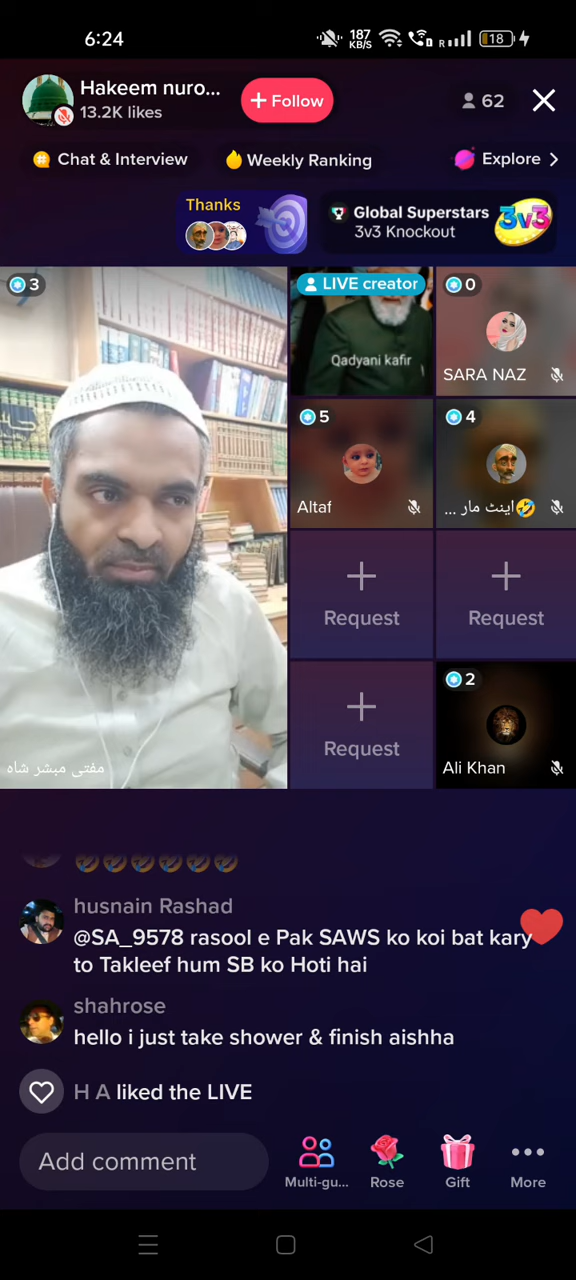 6:24
187
KB/S
R
18
Hakeem nuro...
13.2K likes
+ Follow
62
Chat & Interview
Weekly Ranking
Explore >
Thanks
Global Superstars
3v3 Knockout
3v3
3
LIVE creator
Qadyani kafir
0
SARA NAZ
5
Altaf
4
اینٹ مار ...🤣
Request
Request
Request
2
Ali Khan
مفتی مبشر شاہ
🤣🤣🤣🤣🤣🤣
husnain Rashad
@SA_9578 rasool e Pak SAWS ko koi bat kary
to Takleef hum SB ko Hoti hai
shahrose
hello i just take shower & finish aishha
H A liked the LIVE
Add comment
Multi-gu...
Rose
Gift
More